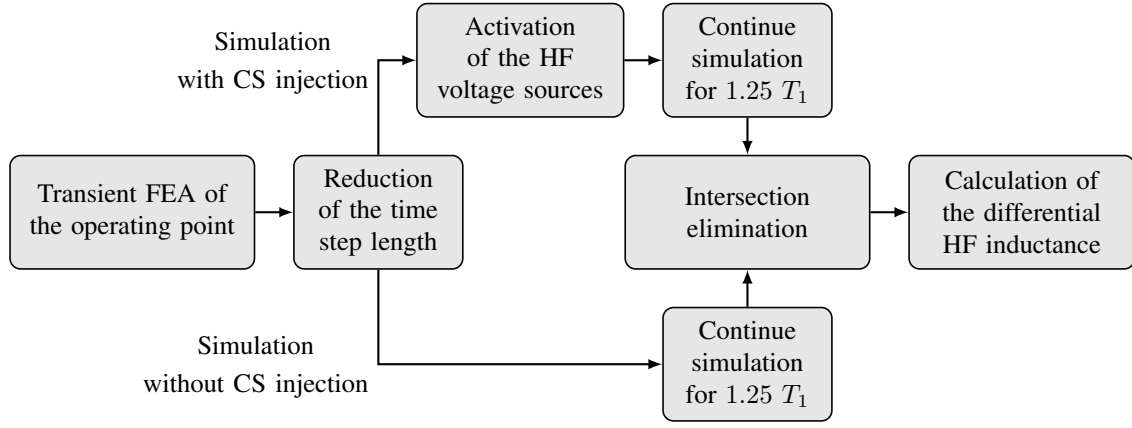 Simulation
with CS injection
Activation
of the HF
voltage sources
Continue
simulation
for 1.25 T₁
Transient FEA of
the operating point
Reduction
of the time
step length
Intersection
elimination
Calculation of
the differential
HF inductance
Simulation
without CS injection
Continue
simulation
for 1.25 T₁